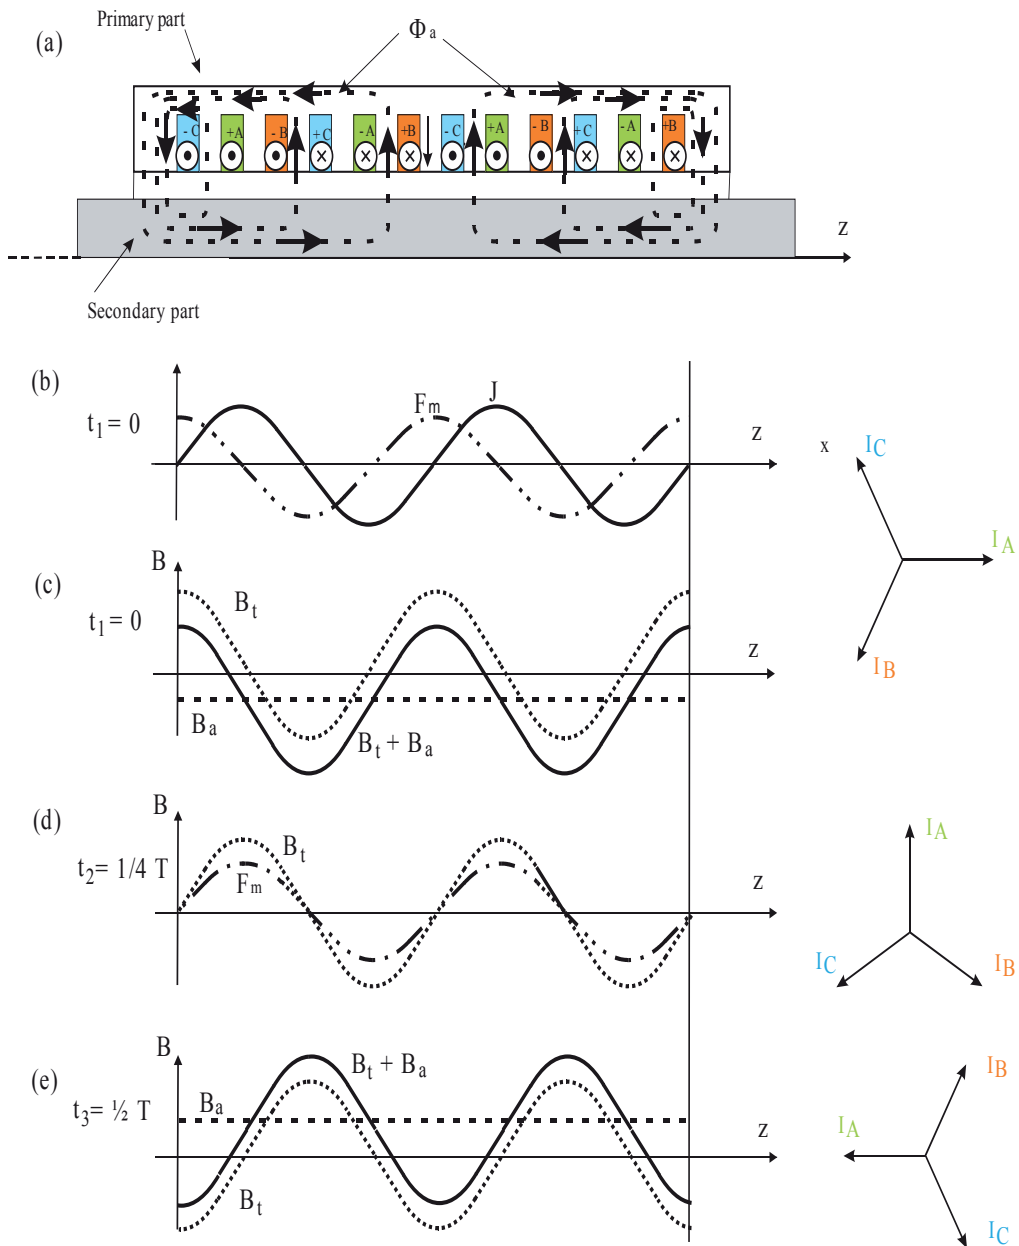 Primary part
(a)
Φa
- C +A - B +C -A +B -C +A -B +C -A +B
z
Secondary part
(b)
t1 = 0
Fm
J
z
x
IC
IA
IB
(c)
B
t1 = 0
Bt
z
Ba
Bt + Ba
(d)
B
t2 = 1/4 T
Bt
Fm
z
IA
IC
IB
(e)
B
t3 = ½ T
Bt + Ba
Ba
z
Bt
IB
IA
IC